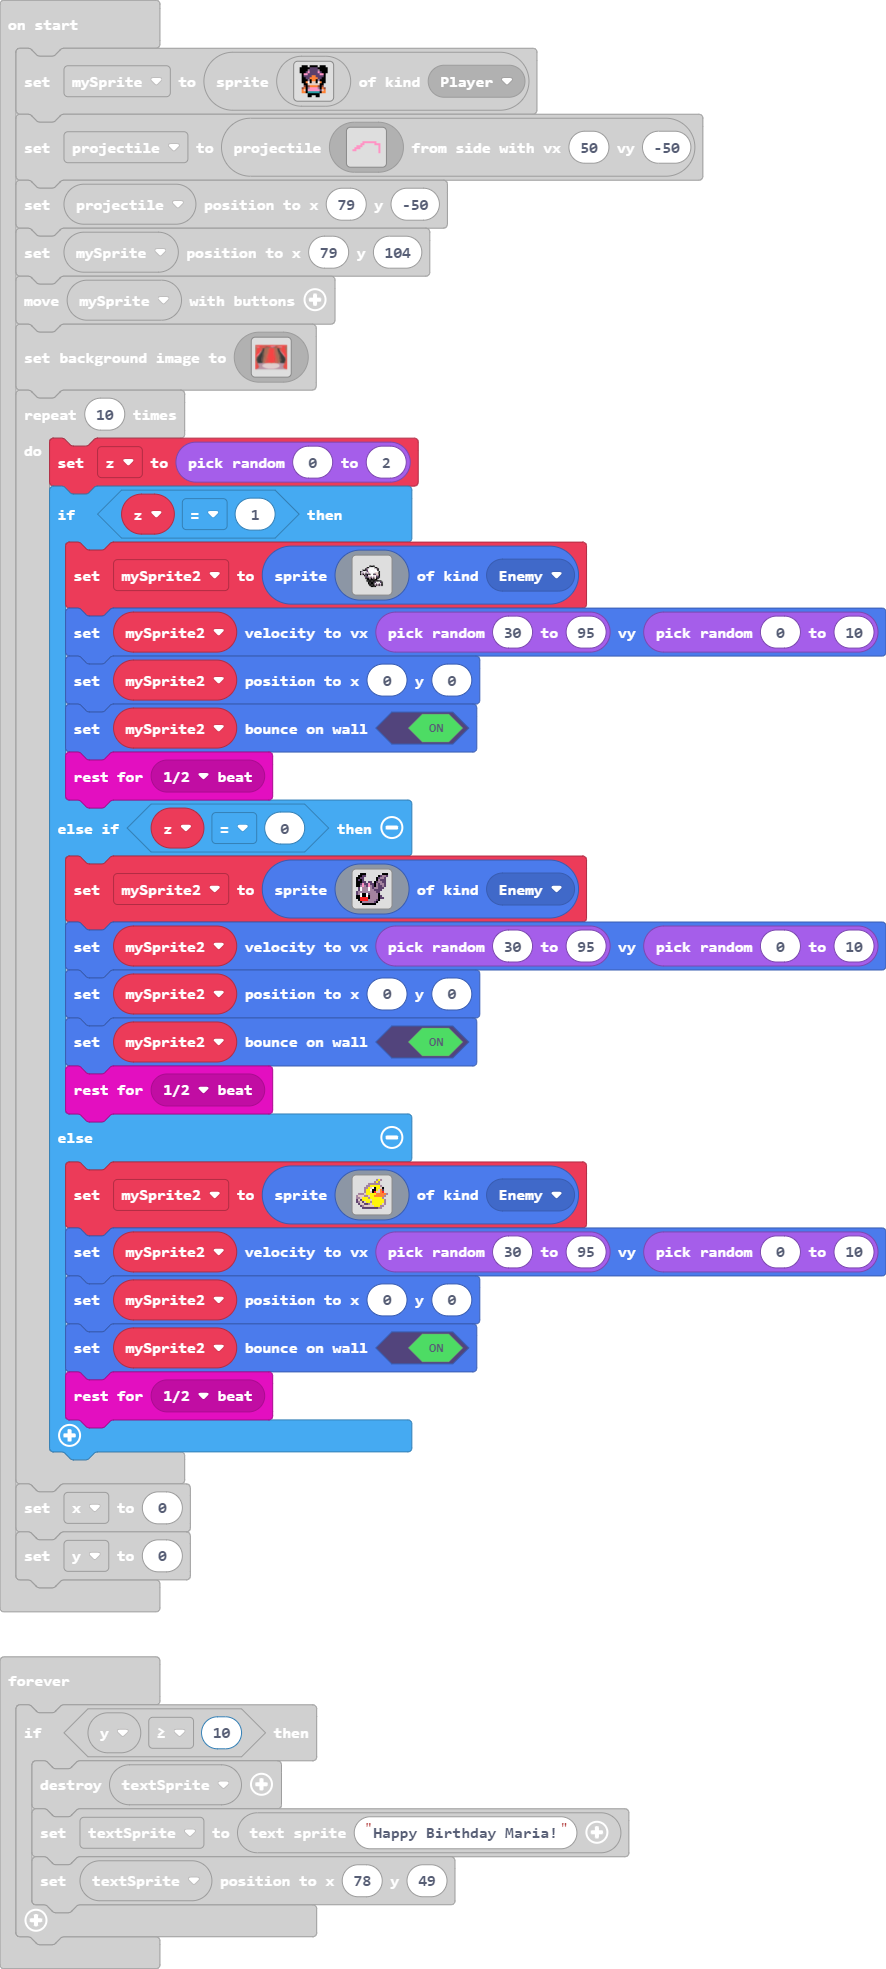 on start
set mySprite to sprite of kind Player
set projectile to projectile from side with vx 50 vy -50
set projectile position to x 79 y -50
set mySprite position to x 79 y 104
move mySprite with buttons
set background image to
repeat 10 times
do
set z to pick random 0 to 2
if z = 1 then
set mySprite2 to sprite of kind Enemy
set mySprite2 velocity to vx pick random 30 to 95 vy pick random 0 to 10
set mySprite2 position to x 0 y 0
set mySprite2 bounce on wall ON
rest for 1/2 beat
else if z = 0 then
set mySprite2 to sprite of kind Enemy
set mySprite2 velocity to vx pick random 30 to 95 vy pick random 0 to 10
set mySprite2 position to x 0 y 0
set mySprite2 bounce on wall ON
rest for 1/2 beat
else
set mySprite2 to sprite of kind Enemy
set mySprite2 velocity to vx pick random 30 to 95 vy pick random 0 to 10
set mySprite2 position to x 0 y 0
set mySprite2 bounce on wall ON
rest for 1/2 beat
set x to 0
set y to 0
forever
if y ≥ 10 then
destroy textSprite
set textSprite to text sprite "Happy Birthday Maria!"
set textSprite position to x 78 y 49